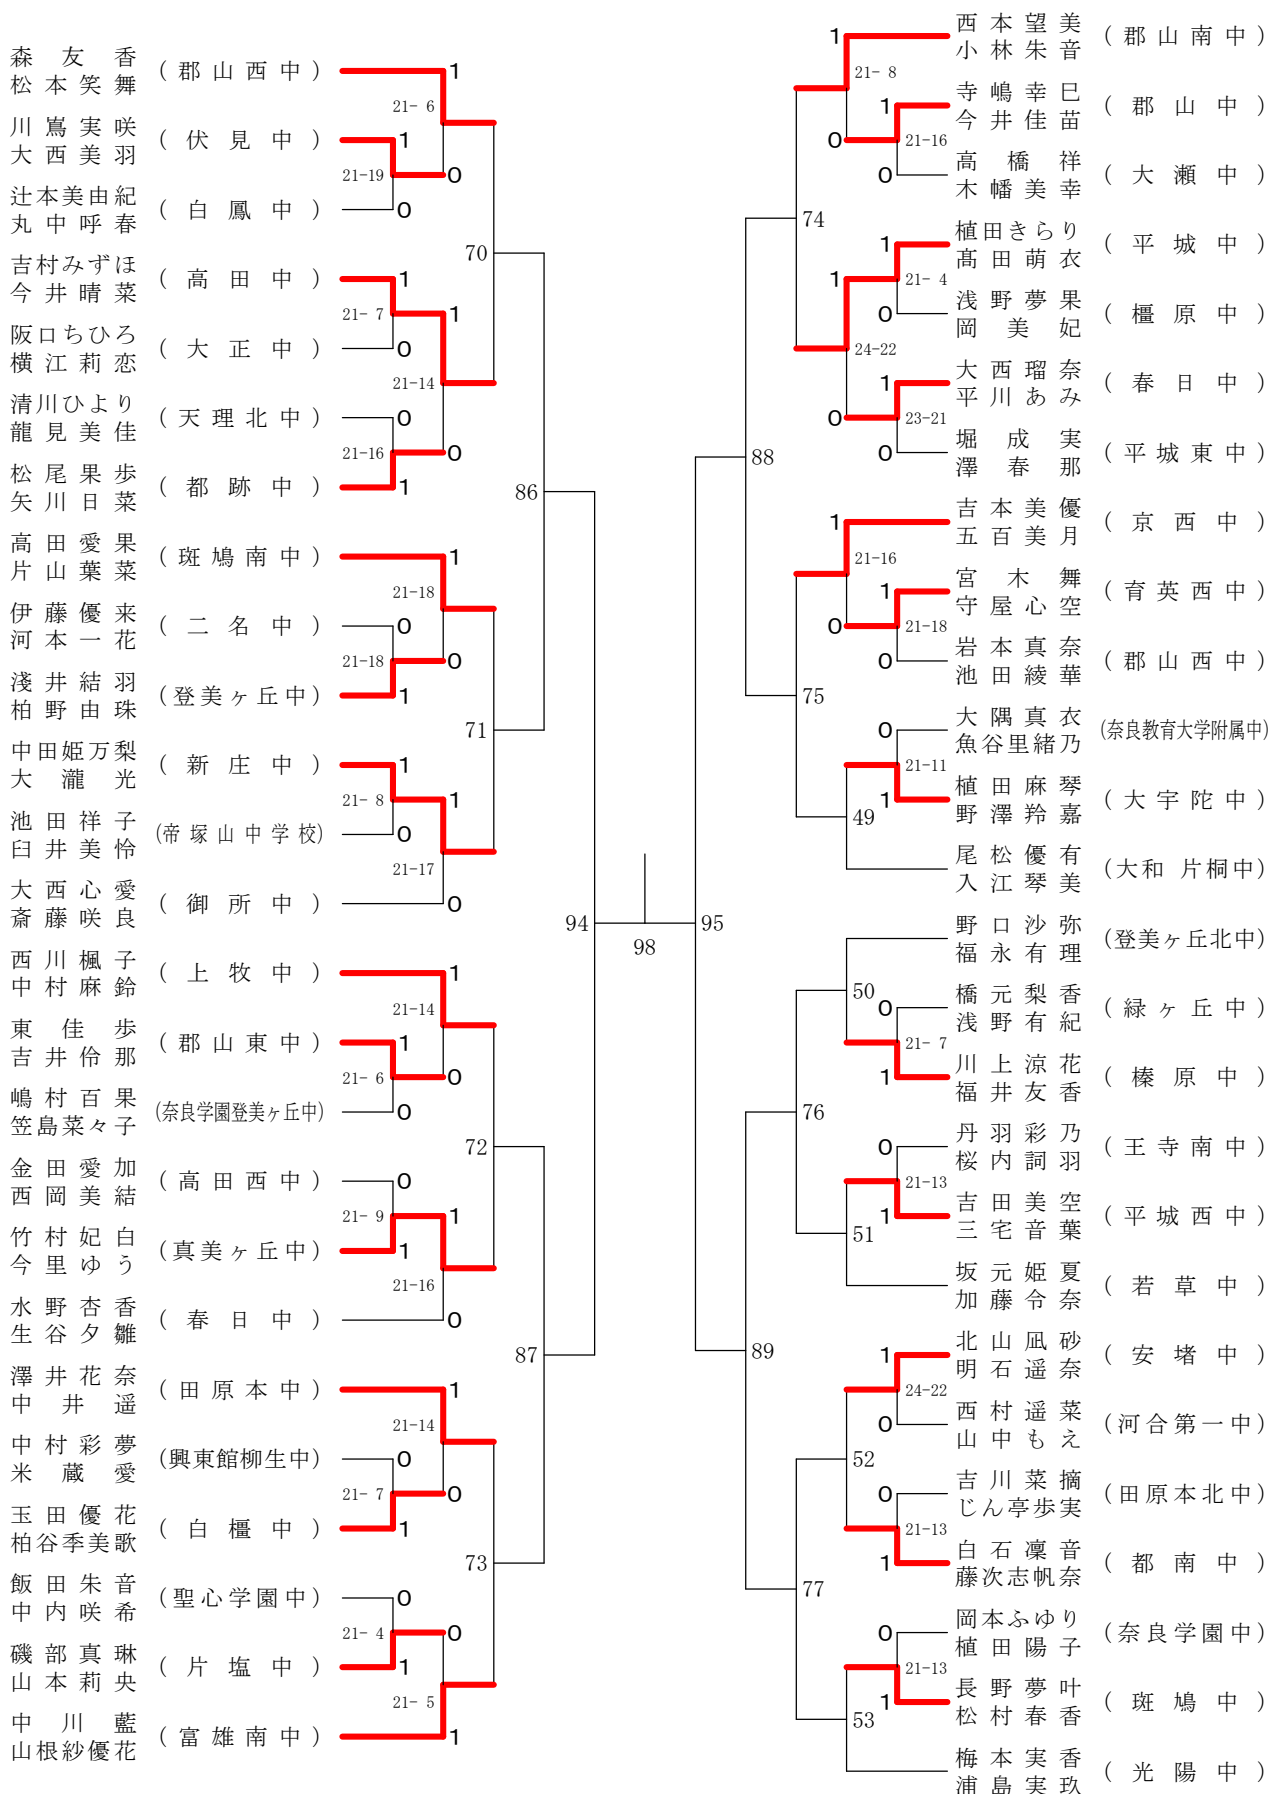 森友香
松本笑舞
(郡山西中)
1
21- 6
川嶌実咲
大西美羽
(伏見中)
1
21-19
0
辻本美由紀
丸中呼春
(白鳳中)
0
70
吉村みずほ
今井晴菜
(高田中)
1
21- 7
1
阪口ちひろ
横江莉恋
(大正中)
0
21-14
清川ひより
龍見美佳
(天理北中)
0
21-16
0
松尾果歩
矢川日菜
(都跡中)
1
86
高田愛果
片山葉菜
(斑鳩南中)
1
21-18
伊藤優来
河本一花
(二名中)
0
21-18
0
淺井結羽
柏野由珠
(登美ヶ丘中)
1
71
中田姫万梨
大瀧光
(新庄中)
1
21- 8
1
池田祥子
臼井美怜
(帝塚山中学校)
0
21-17
大西心愛
斎藤咲良
(御所中)
0
94
西川楓子
中村麻鈴
(上牧中)
1
21-14
東佳歩
吉井伶那
(郡山東中)
1
21- 6
0
嶋村百果
笠島菜々子
(奈良学園登美ヶ丘中)
0
72
金田愛加
西岡美結
(高田西中)
0
21- 9
1
竹村妃白
今里ゆう
(真美ヶ丘中)
1
21-16
水野杏香
生谷夕雛
(春日中)
0
87
澤井花奈
中井遥
(田原本中)
1
21-14
中村彩夢
米蔵愛
(興東館柳生中)
0
21- 7
0
玉田優花
柏谷季美歌
(白橿中)
1
73
飯田朱音
中内咲希
(聖心学園中)
0
21- 4
0
磯部真琳
山本莉央
(片塩中)
1
21- 5
中川藍
山根紗優花
(富雄南中)
1
98
西本望美
小林朱音
(郡山南中)
1
21- 8
寺嶋幸巳
今井佳苗
(郡山中)
1
0
21-16
高橋祥
木幡美幸
(大瀬中)
0
74
植田きらり
髙田萌衣
(平城中)
1
21- 4
浅野夢果
岡美妃
(橿原中)
0
24-22
大西瑠奈
平川あみ
(春日中)
1
0
23-21
堀成実
澤春那
(平城東中)
0
88
吉本美優
五百美月
(京西中)
1
21-16
宮木舞
守屋心空
(育英西中)
1
0
21-18
岩本真奈
池田綾華
(郡山西中)
0
75
大隅真衣
魚谷里緒乃
(奈良教育大学附属中)
0
21-11
植田麻琴
野澤羚嘉
(大宇陀中)
1
49
尾松優有
入江琴美
(大和 片桐中)
95
野口沙弥
福永有理
(登美ヶ丘北中)
50
橋元梨香
浅野有紀
(緑ヶ丘中)
0
21- 7
川上涼花
福井友香
(榛原中)
1
76
丹羽彩乃
桜内詞羽
(王寺南中)
0
21-13
吉田美空
三宅音葉
(平城西中)
1
51
坂元姫夏
加藤令奈
(若草中)
89
北山凪砂
明石遥奈
(安堵中)
1
24-22
西村遥菜
山中もえ
(河合第一中)
0
52
吉川菜摘
じん亭歩実
(田原本北中)
0
21-13
白石凜音
藤次志帆奈
(都南中)
1
77
岡本ふゆり
植田陽子
(奈良学園中)
0
21-13
長野夢叶
松村春香
(斑鳩中)
1
53
梅本実香
浦島実玖
(光陽中)